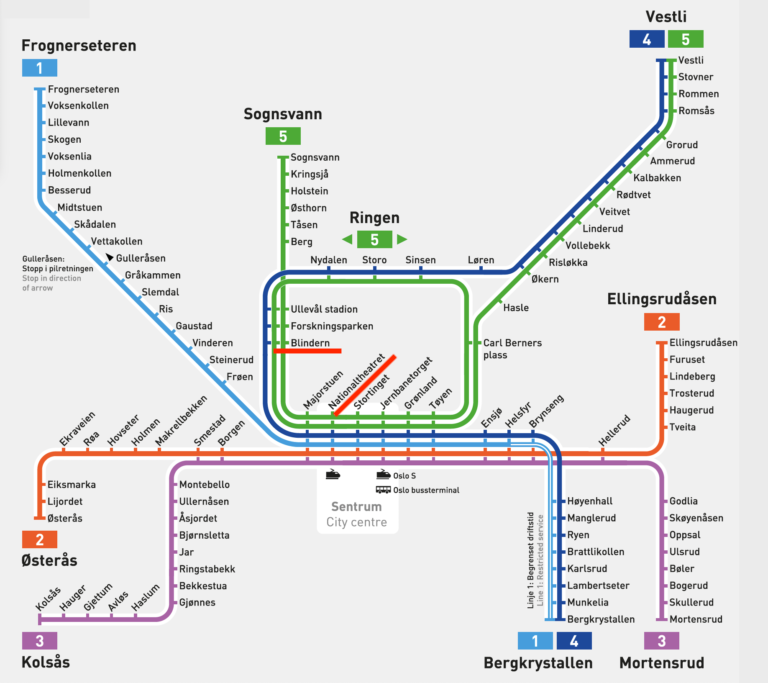 Vestli
4 5
Frognerseteren
1
Frognerseteren
Voksenkollen
Lillevann
Skogen
Voksenlia
Holmenkollen
Besserud
Midtstuen
Skådalen
Vettakollen
Gulleråsen
Gulleråsen:
Stopp i pilretningen
Stop in direction
of arrow
Gråkammen
Slemdal
Ris
Gaustad
Vinderen
Steinerud
Frøen
Sognsvann
5
Sognsvann
Kringsjå
Holstein
Østhorn
Tåsen
Berg
Ringen
5
Nydalen
Storo
Sinsen
Løren
Vestli
Stovner
Rommen
Romsås
Grorud
Ammerud
Kalbakken
Rødtvet
Veitvet
Linderud
Vollebekk
Risløkka
Økern
Hasle
Carl Berners
plass
Ullevål stadion
Forskningsparken
Blindern
Majorstuen
Nationaltheatret
Stortinget
Jernbanetorget
Grønland
Tøyen
Ensjø
Helsfyr
Brynseng
Hellerud
Ellingsrudåsen
2
Ellingsrudåsen
Furuset
Lindeberg
Trosterud
Haugerud
Tveita
Ekraveien
Røa
Hovseter
Holmen
Makrellbekken
Smestad
Borgen
Eiksmarka
Lijordet
Østerås
2
Østerås
Montebello
Ullernåsen
Åsjordet
Bjørnsletta
Jar
Ringstabekk
Bekkestua
Gjønnes
Kolsås
Hauger
Gjettum
Avløs
Haslum
3
Kolsås
Oslo S
Oslo bussterminal
Sentrum
City centre
Linje 1: Begrenset driftstid
Line 1: Restricted service
Høyenhall
Manglerud
Ryen
Brattlikollen
Karlsrud
Lambertseter
Munkelia
Bergkrystallen
1 4
Bergkrystallen
Godlia
Skøyenåsen
Oppsal
Ulsrud
Bøler
Bogerud
Skullerud
Mortensrud
3
Mortensrud